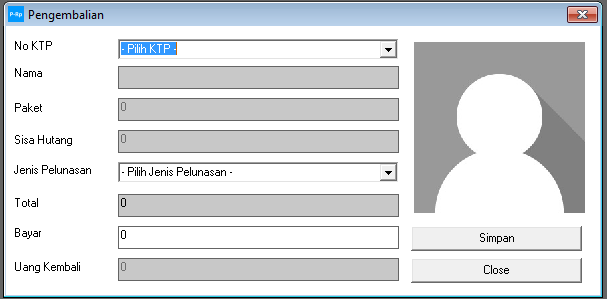 P-Rp Pengembalian
No KTP - Pilih KTP -
Nama
Paket 0
Sisa Hutang 0
Jenis Pelunasan - Pilih Jenis Pelunasan -
Total 0
Bayar 0
Simpan
Uang Kembali 0
Close